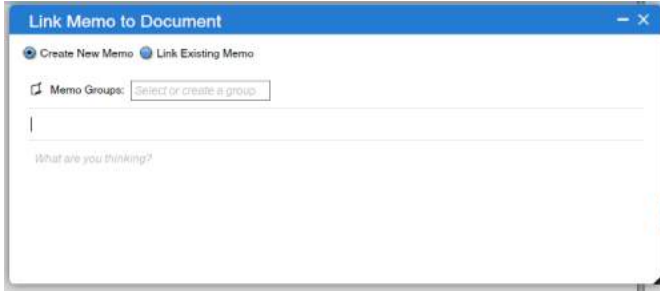 Link Memo to Document
Create New Memo Link Existing Memo
Memo Groups: Select or create a group
What are you thinking?